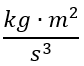 kg · m²
s³